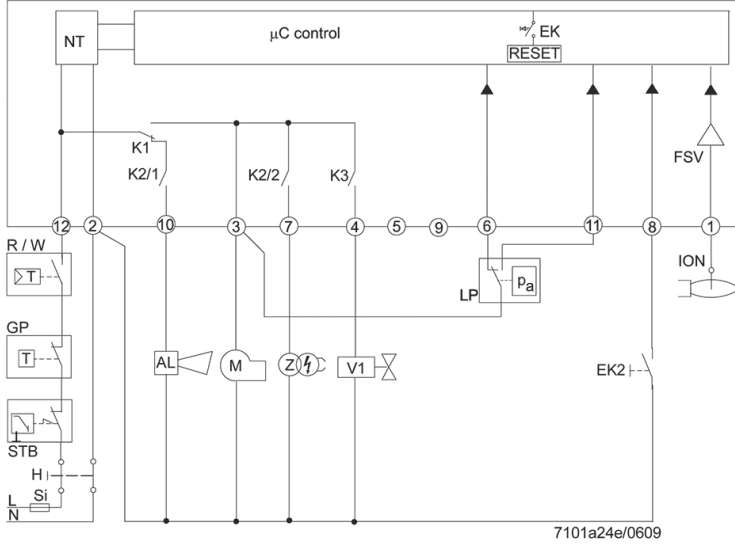 NT
μC control
EK
RESET
K1
K2/1
K2/2
K3
FSV
12
2
10
3
7
4
5
9
6
11
8
1
R / W
T
LP
pa
ION
GP
T
AL
M
Z
V1
EK2
STB
H
Si
L
N
7101a24e/0609